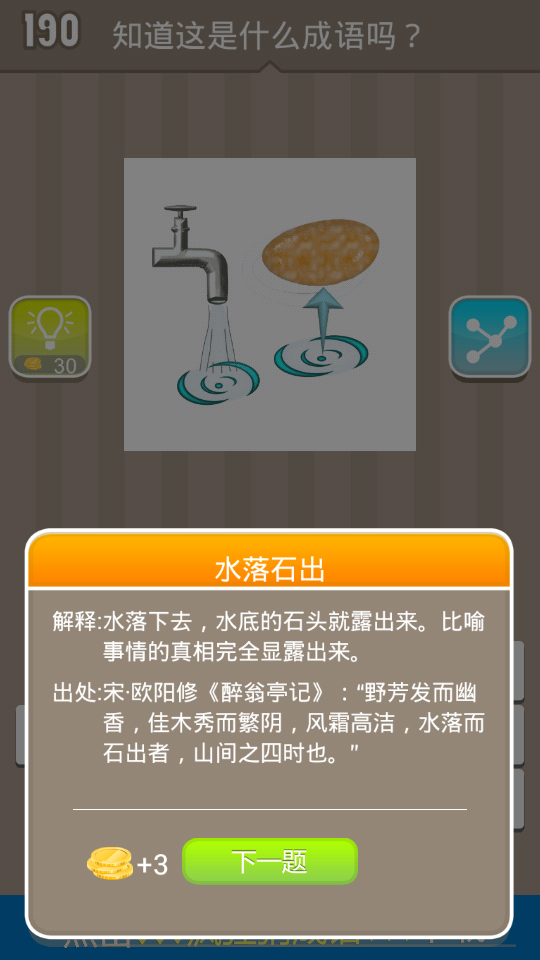 190 知道这是什么成语吗？
30
水落石出
解释:水落下去，水底的石头就露出来。比喻
事情的真相完全显露出来。
出处:宋·欧阳修《醉翁亭记》：“野芳发而幽
香，佳木秀而繁阴，风霜高洁，水落而
石出者，山间之四时也。”
+3 下一题